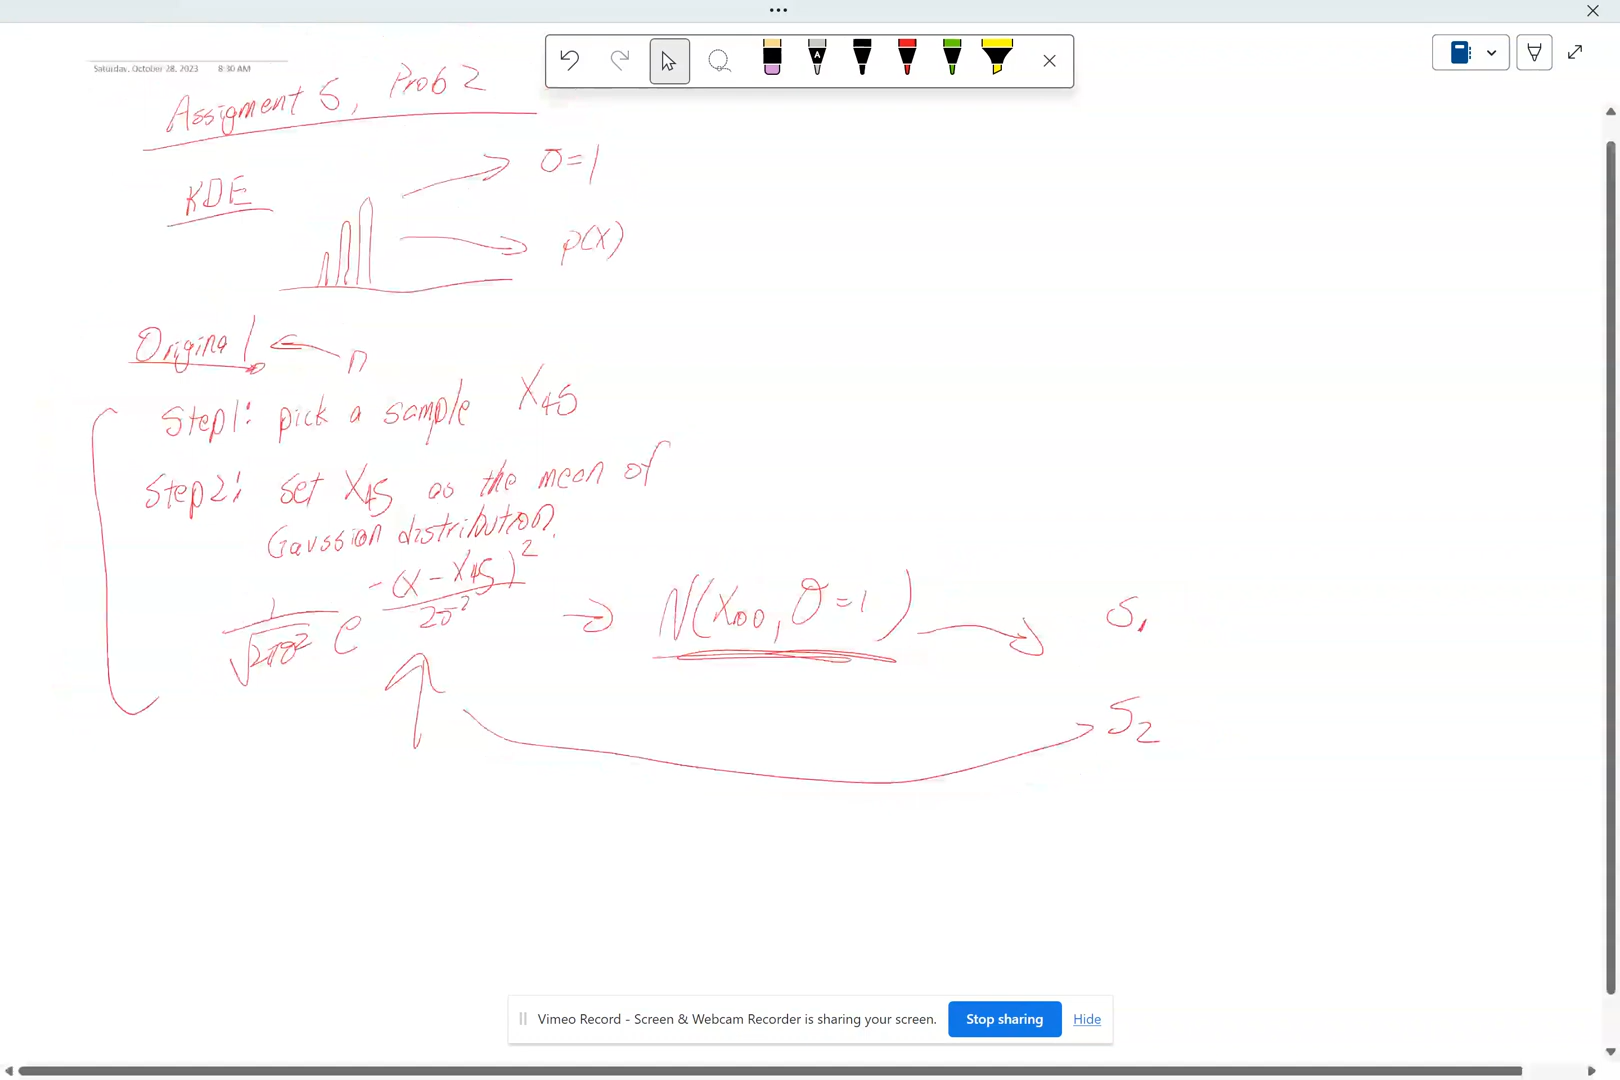 Saturday, October 28, 2023 8:30 AM
Assigment 5, Prob 2
KDE
σ=1
p(x)
Original
n
Step1: pick a sample X45
Step2: set X45 as the mean of
Gaussian distribution.
1/√2πσ² e -(x - x45)²/2σ² → N(X100, σ=1) → S1
S2
Vimeo Record - Screen & Webcam Recorder is sharing your screen. Stop sharing Hide